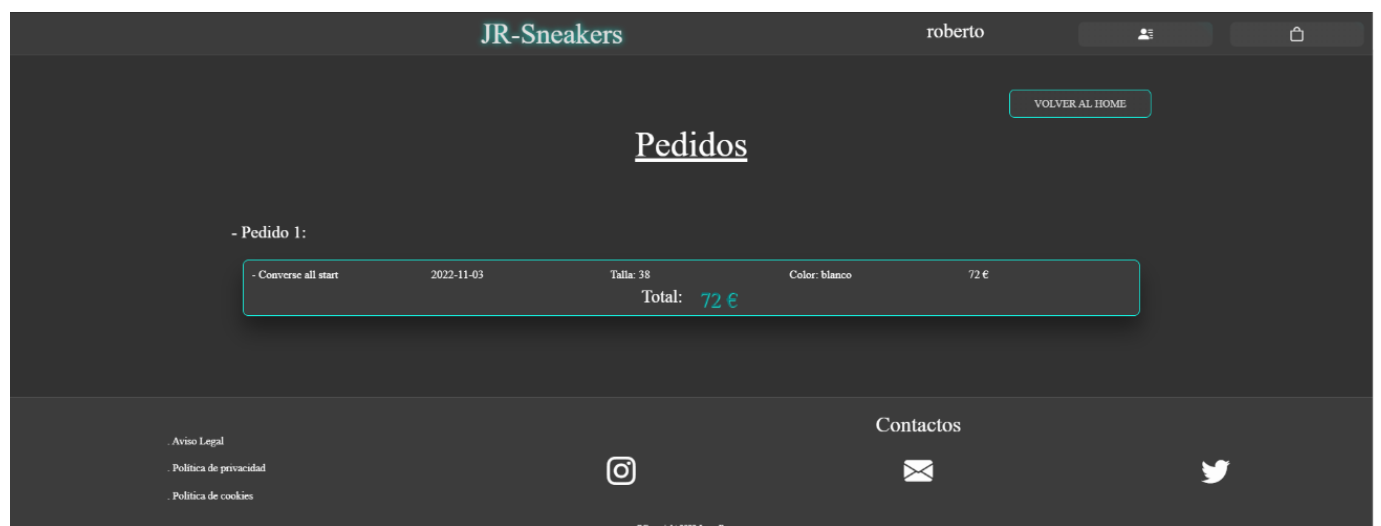 JR-Sneakers roberto
VOLVER AL HOME
Pedidos
- Pedido 1:
- Converse all start 2022-11-03 Talla: 38 Color: blanco 72 €
Total: 72 €
Contactos
. Aviso Legal
. Política de privacidad
. Política de cookies